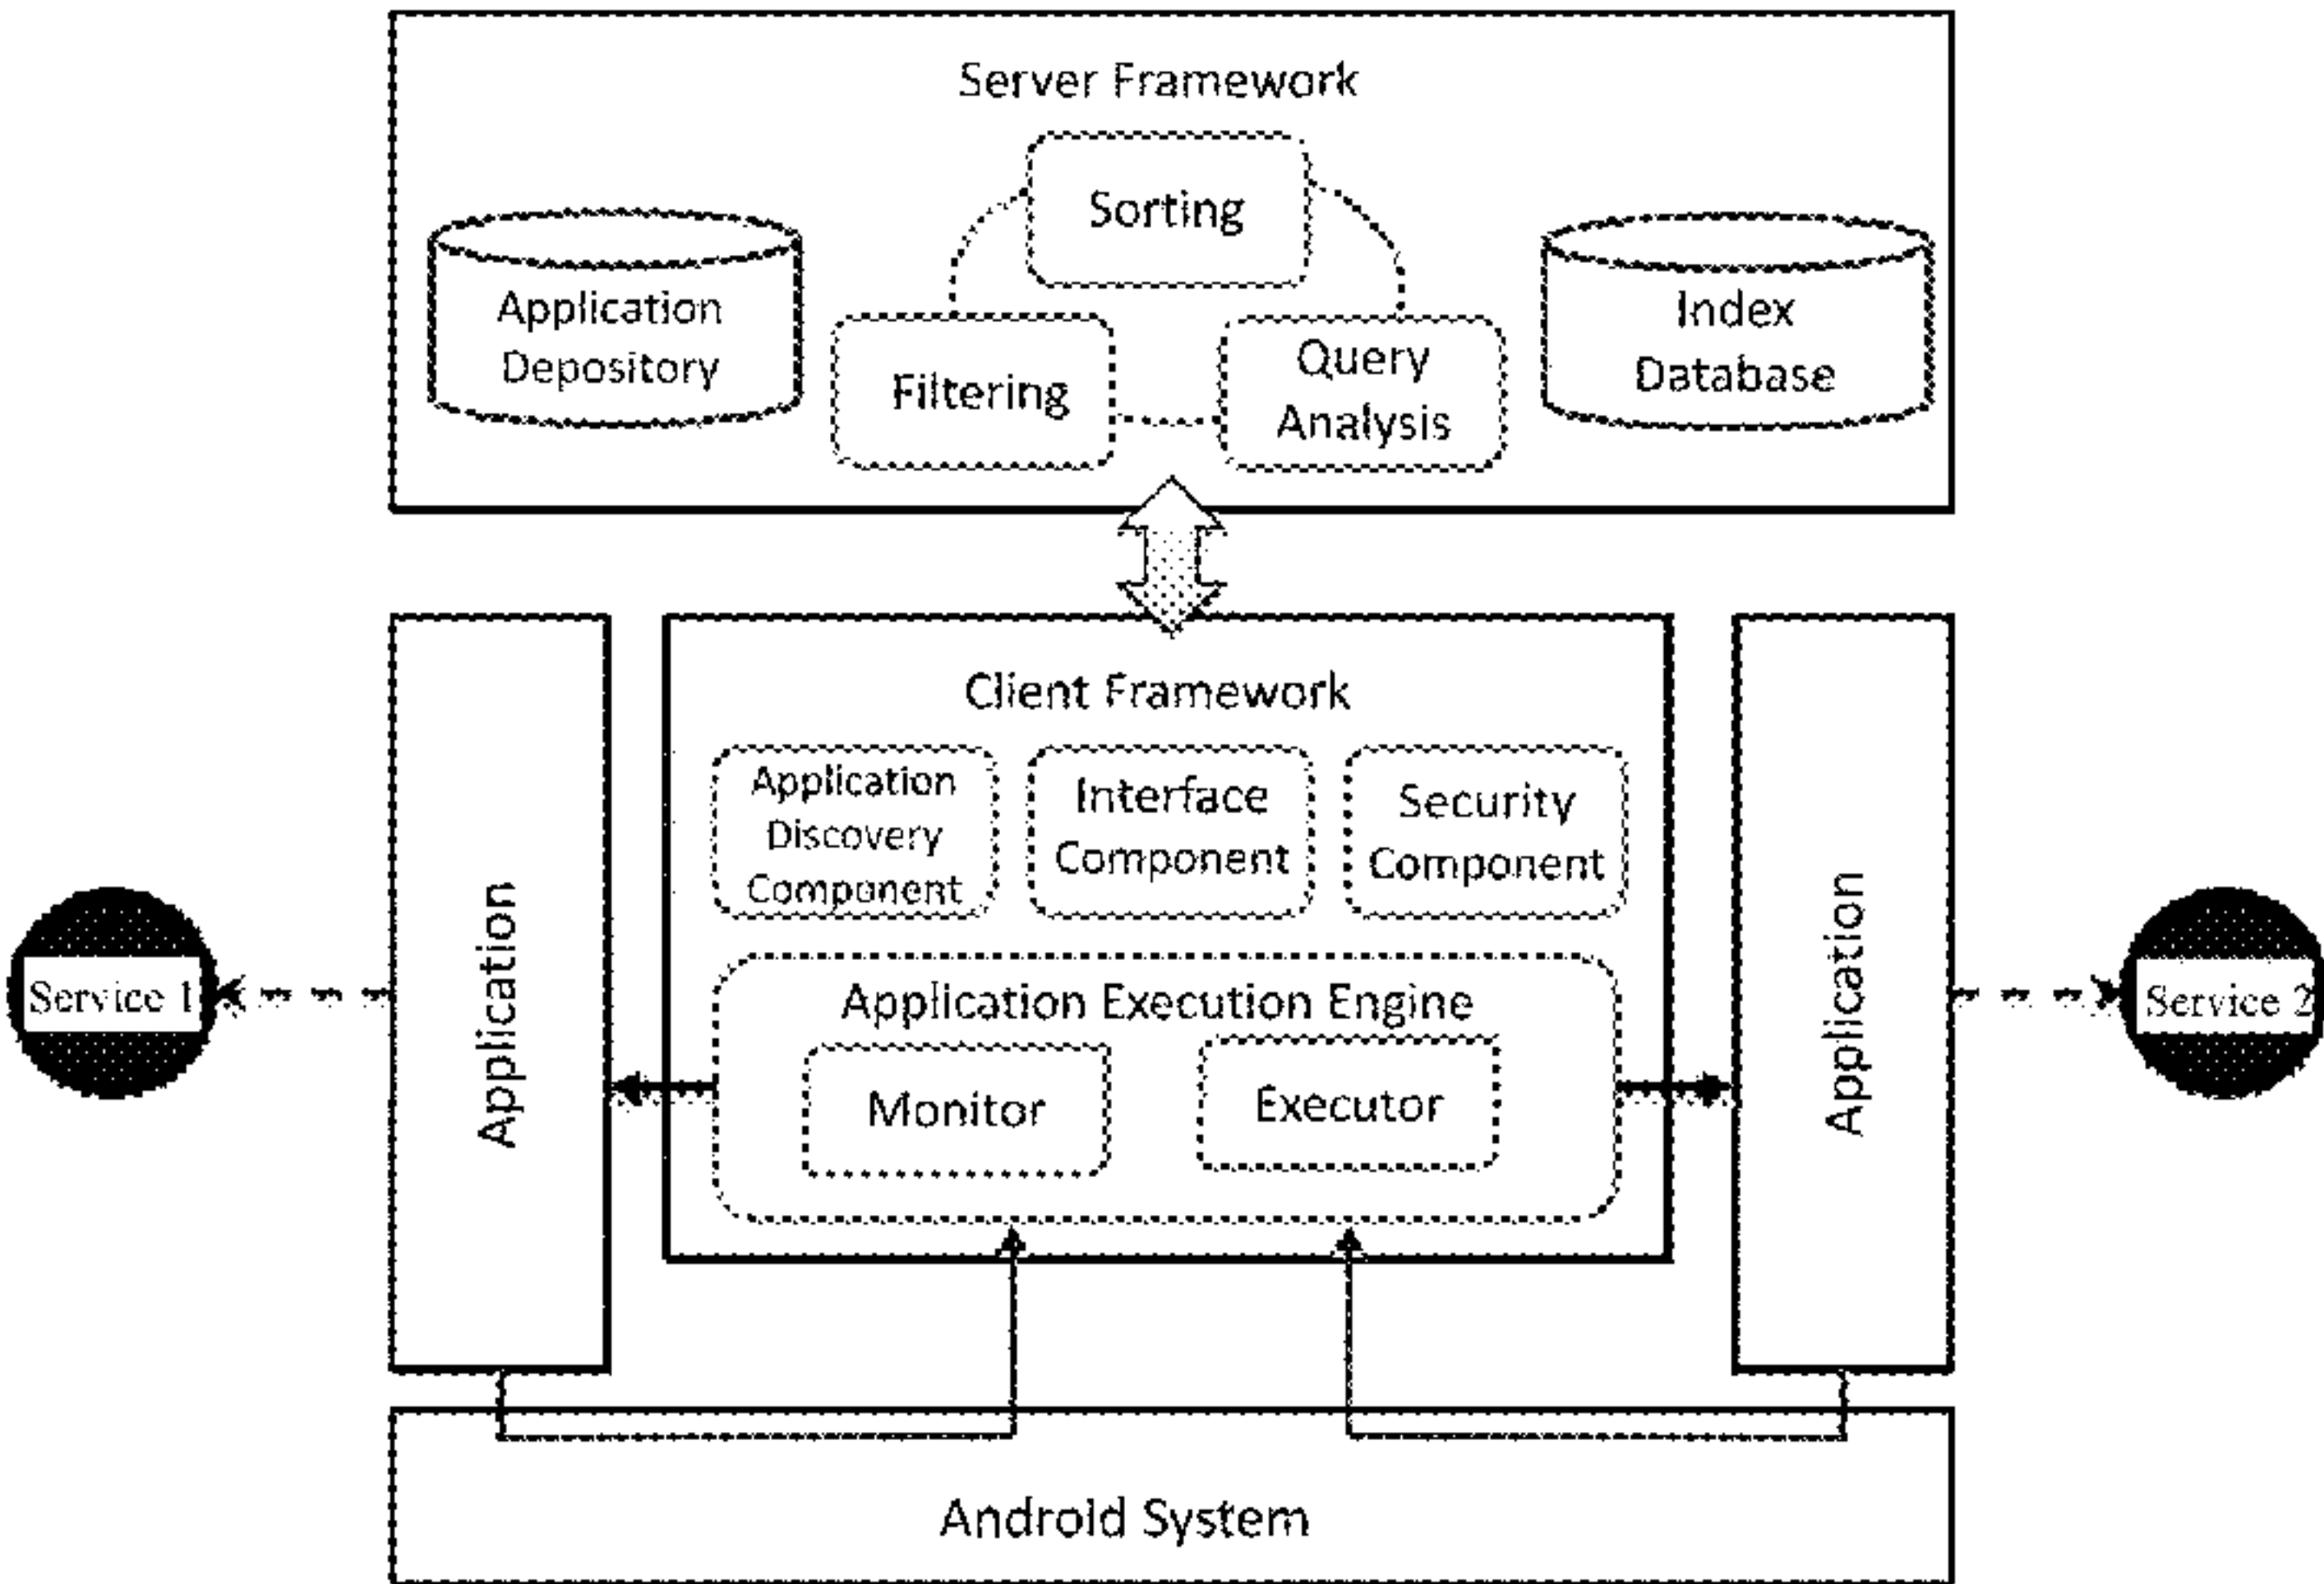 Server Framework
Sorting
Application
Depository
Filtering
Query
Analysis
Index
Database
Client Framework
Application
Discovery
Component
Interface
Component
Security
Component
Application
Application
Service 1
Service 2
Application Execution Engine
Monitor
Executor
Android System